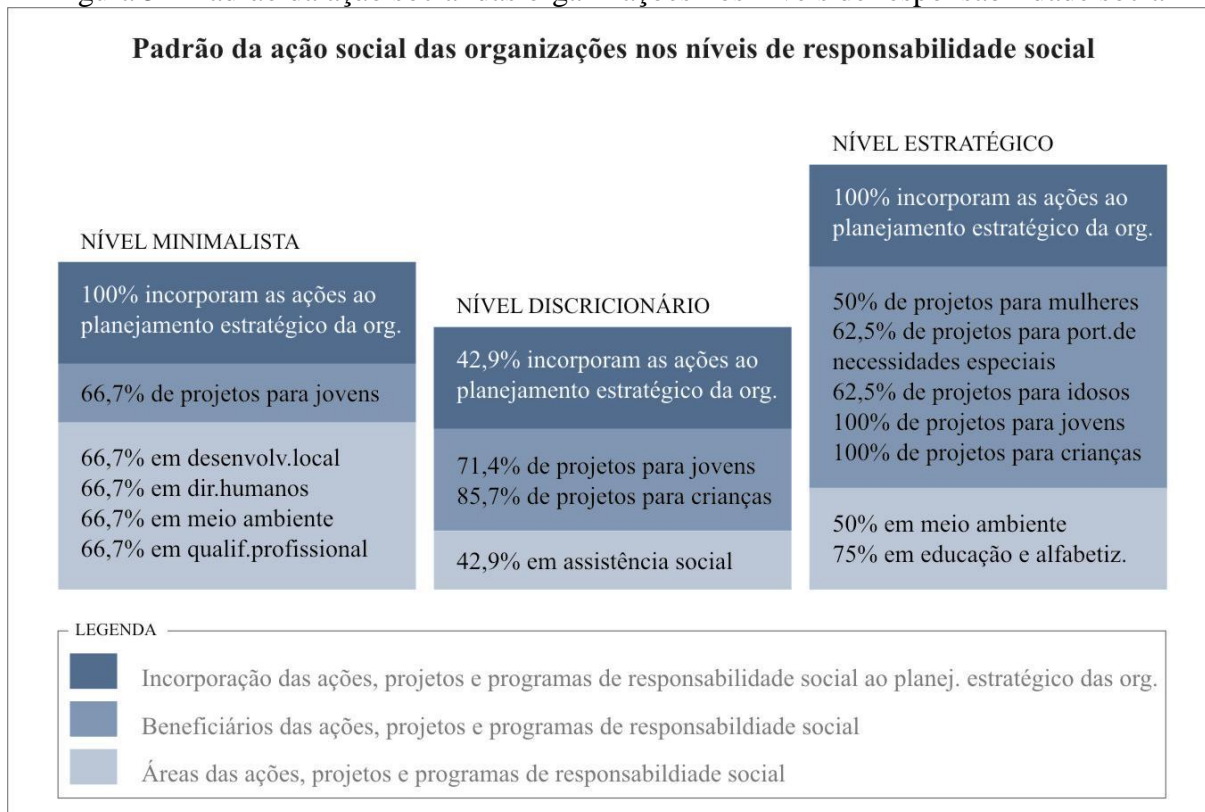 Padrão da ação social das organizações nos níveis de responsabilidade social
NÍVEL MINIMALISTA
100% incorporam as ações ao
planejamento estratégico da org.
66,7% de projetos para jovens
66,7% em desenvolv.local
66,7% em dir.humanos
66,7% em meio ambiente
66,7% em qualif.profissional
NÍVEL DISCRICIONÁRIO
42,9% incorporam as ações ao
planejamento estratégico da org.
71,4% de projetos para jovens
85,7% de projetos para crianças
42,9% em assistência social
NÍVEL ESTRATÉGICO
100% incorporam as ações ao
planejamento estratégico da org.
50% de projetos para mulheres
62,5% de projetos para port.de
necessidades especiais
62,5% de projetos para idosos
100% de projetos para jovens
100% de projetos para crianças
50% em meio ambiente
75% em educação e alfabetiz.
LEGENDA
Incorporação das ações, projetos e programas de responsabilidade social ao planej. estratégico das org.
Beneficiários das ações, projetos e programas de responsabildiade social
Áreas das ações, projetos e programas de responsabildiade social